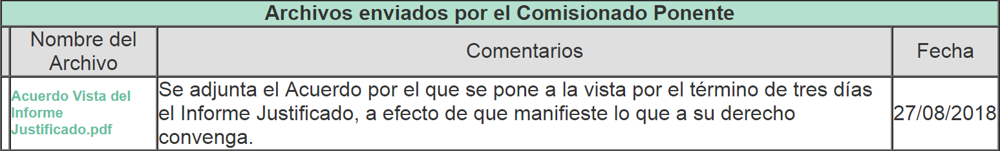 Archivos enviados por el Comisionado Ponente
Nombre del
Archivo
Comentarios
Fecha
Acuerdo Vista del
Informe
Justificado.pdf
Se adjunta el Acuerdo por el que se pone a la vista por el término de tres días
el Informe Justificado, a efecto de que manifieste lo que a su derecho
convenga.
27/08/2018